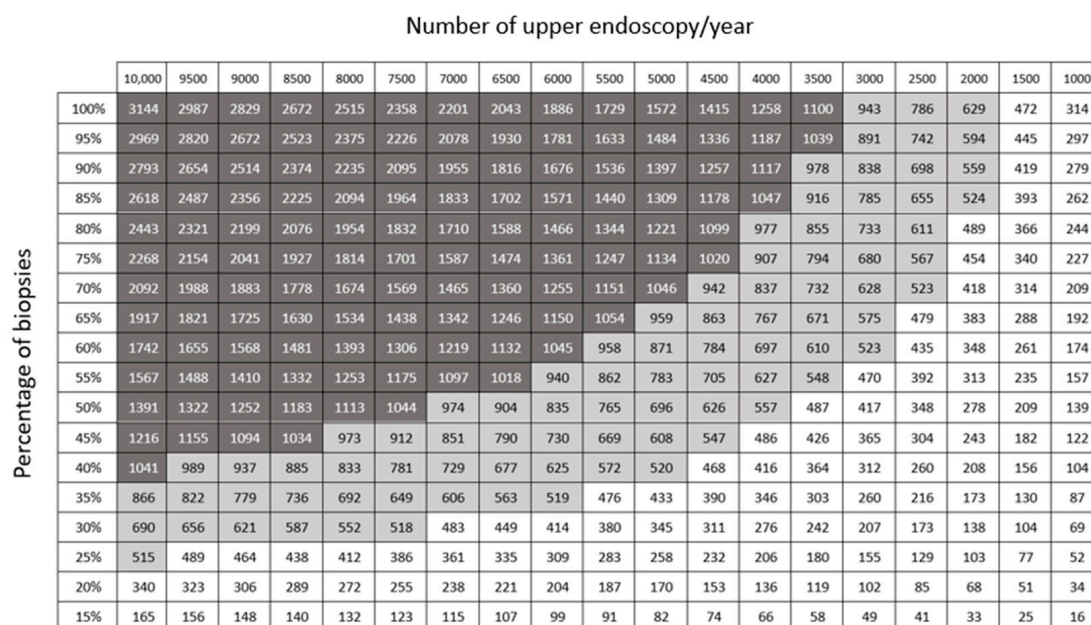 Number of upper endoscopy/year
10,000 9500 9000 8500 8000 7500 7000 6500 6000 5500 5000 4500 4000 3500 3000 2500 2000 1500 1000
100% 3144 2987 2829 2672 2515 2358 2201 2043 1886 1729 1572 1415 1258 1100 943 786 629 472 314
95% 2969 2820 2672 2523 2375 2226 2078 1930 1781 1633 1484 1336 1187 1039 891 742 594 445 297
90% 2793 2654 2514 2374 2235 2095 1955 1816 1676 1536 1397 1257 1117 978 838 698 559 419 279
85% 2618 2487 2356 2225 2094 1964 1833 1702 1571 1440 1309 1178 1047 916 785 655 524 393 262
80% 2443 2321 2199 2076 1954 1832 1710 1588 1466 1344 1221 1099 977 855 733 611 489 366 244
75% 2268 2154 2041 1927 1814 1701 1587 1474 1361 1247 1134 1020 907 794 680 567 454 340 227
70% 2092 1988 1883 1778 1674 1569 1465 1360 1255 1151 1046 942 837 732 628 523 418 314 209
65% 1917 1821 1725 1630 1534 1438 1342 1246 1150 1054 959 863 767 671 575 479 383 288 192
60% 1742 1655 1568 1481 1393 1306 1219 1132 1045 958 871 784 697 610 523 435 348 261 174
55% 1567 1488 1410 1332 1253 1175 1097 1018 940 862 783 705 627 548 470 392 313 235 157
50% 1391 1322 1252 1183 1113 1044 974 904 835 765 696 626 557 487 417 348 278 209 139
45% 1216 1155 1094 1034 973 912 851 790 730 669 608 547 486 426 365 304 243 182 122
40% 1041 989 937 885 833 781 729 677 625 572 520 468 416 364 312 260 208 156 104
35% 866 822 779 736 692 649 606 563 519 476 433 390 346 303 260 216 173 130 87
30% 690 656 621 587 552 518 483 449 414 380 345 311 276 242 207 173 138 104 69
25% 515 489 464 438 412 386 361 335 309 283 258 232 206 180 155 129 103 77 52
20% 340 323 306 289 272 255 238 221 204 187 170 153 136 119 102 85 68 51 34
15% 165 156 148 140 132 123 115 107 99 91 82 74 66 58 49 41 33 25 16
Percentage of biopsies